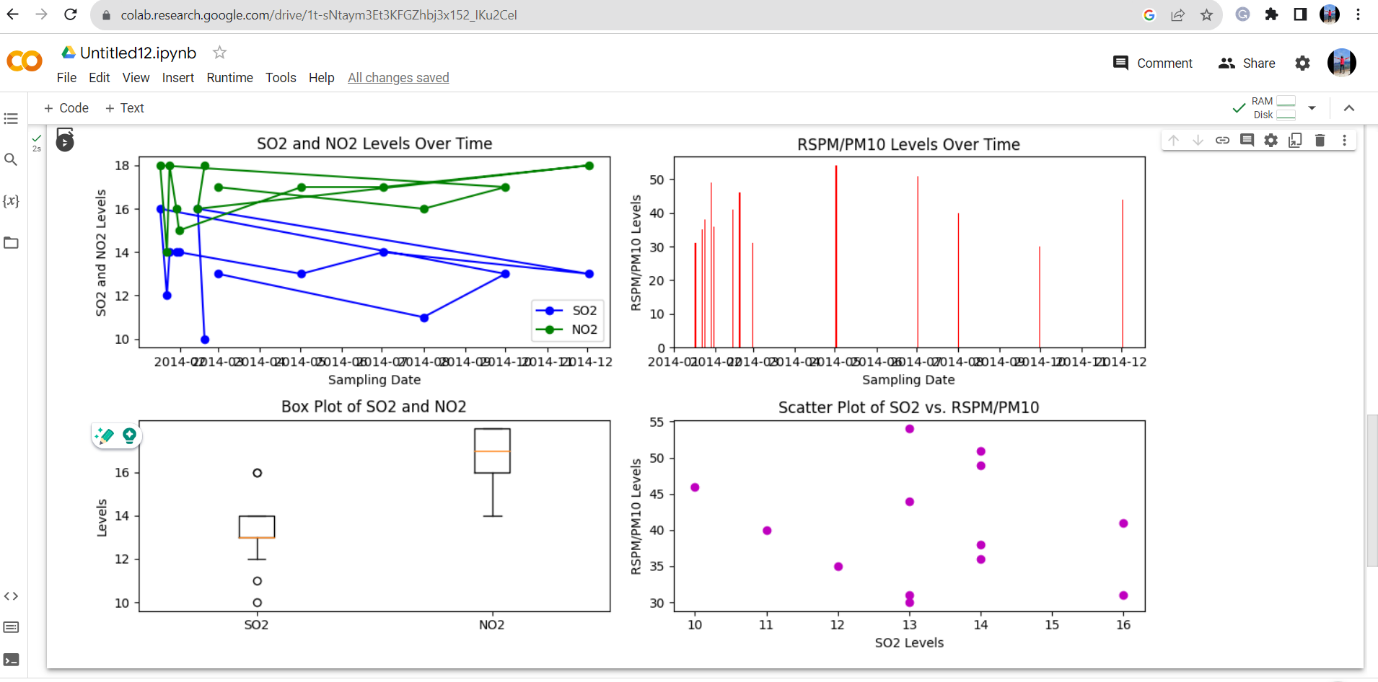 colab.research.google.com/drive/1t-sNtaym3Et3KFGZhbj3x152_IKu2CeI
Untitled12.ipynb
File Edit View Insert Runtime Tools Help All changes saved
Comment Share
+ Code + Text
RAM
Disk
2s
{x}
SO2 and NO2 Levels Over Time
SO2 and NO2 Levels
18
16
14
12
10
SO2
NO2
2014-02 2014-03 2014-04 2014-05 2014-06 2014-07 2014-08 2014-09 2014-10 2014-11 2014-12
Sampling Date
RSPM/PM10 Levels Over Time
RSPM/PM10 Levels
50
40
30
20
10
0
2014-01 2014-02 2014-03 2014-04 2014-05 2014-06 2014-07 2014-08 2014-09 2014-10 2014-11 2014-12
Sampling Date
Box Plot of SO2 and NO2
Levels
16
14
12
10
SO2 NO2
Scatter Plot of SO2 vs. RSPM/PM10
RSPM/PM10 Levels
55
50
45
40
35
30
10 11 12 13 14 15 16
SO2 Levels